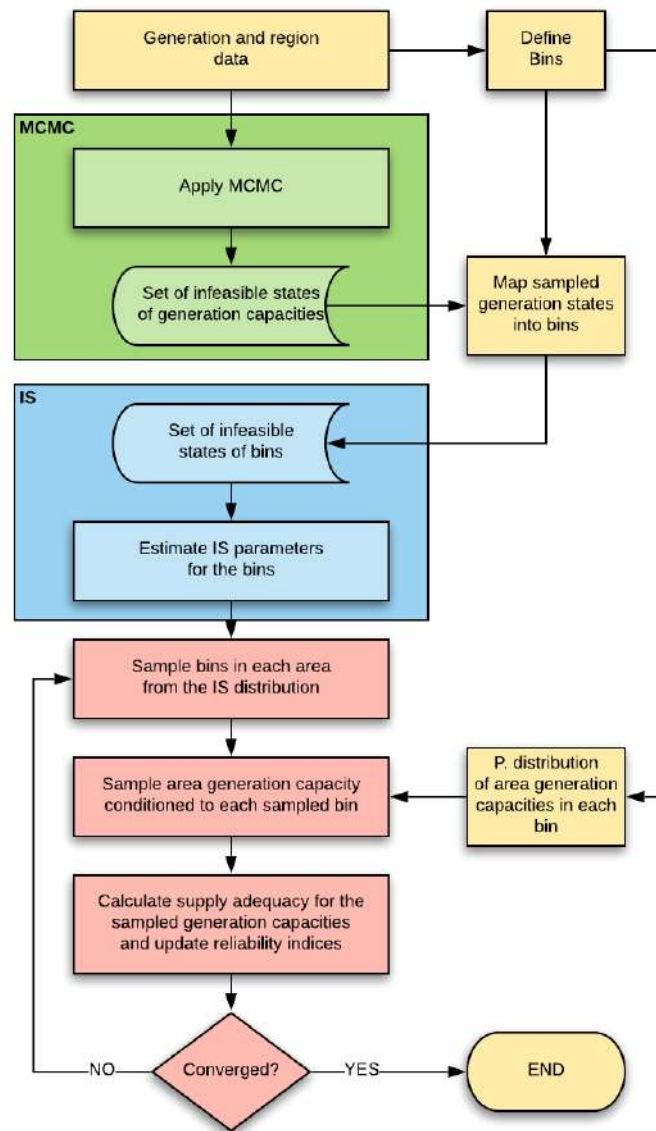 Generation and region
data
Define
Bins
MCMC
Apply MCMC
Set of infeasible states
of generation capacities
Map sampled
generation states
into bins
IS
Set of infeasible
states of bins
Estimate IS parameters
for the bins
Sample bins in each area
from the IS distribution
Sample area generation capacity
conditioned to each sampled bin
P. distribution
of area generation
capacities in each
bin
Calculate supply adequacy for the
sampled generation capacities
and update reliability indices
NO
Converged?
YES
END